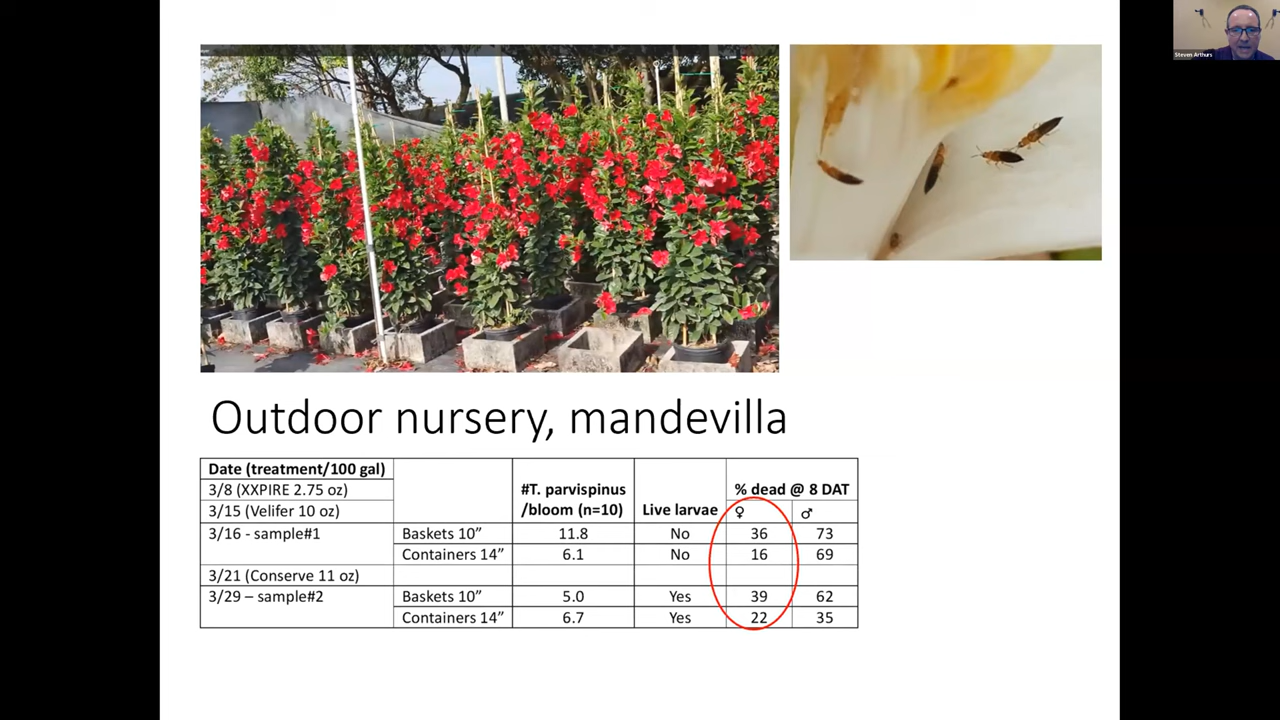 Steven Arthurs
Outdoor nursery, mandevilla
Date (treatment/100 gal)
3/8 (XXPIRE 2.75 oz)
#T. parvispinus
% dead @ 8 DAT
3/15 (Velifer 10 oz)
/bloom (n=10)
Live larvae
♀
♂
3/16 - sample#1
Baskets 10”
11.8
No
36
73
Containers 14”
6.1
No
16
69
3/21 (Conserve 11 oz)
3/29 – sample#2
Baskets 10”
5.0
Yes
39
62
Containers 14”
6.7
Yes
22
35